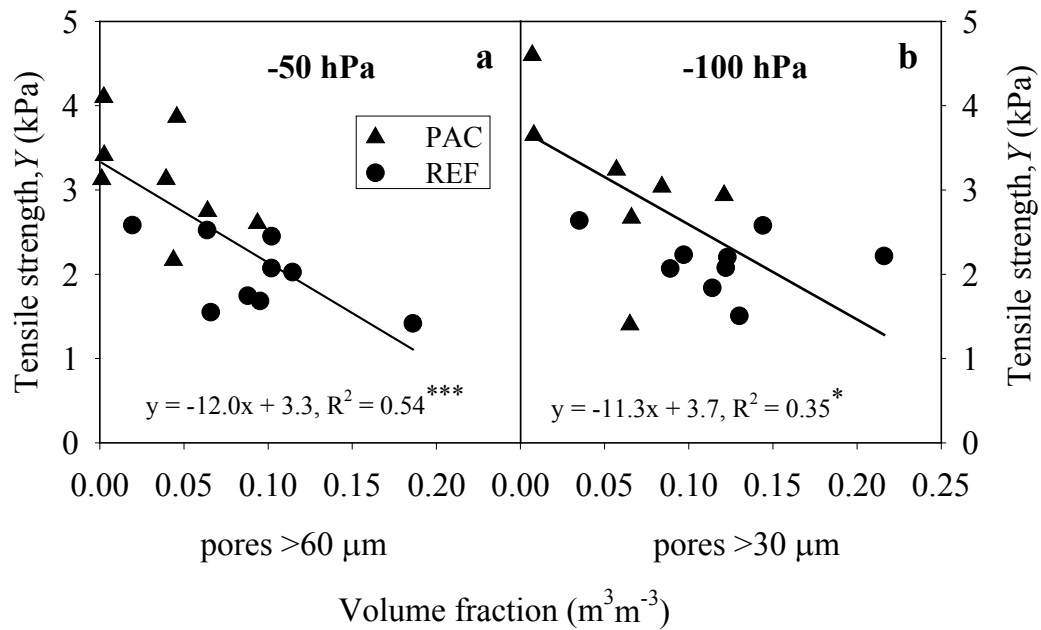 5
4
3
2
1
0
Tensile strength, Y (kPa)
-50 hPa
a
PAC
REF
y = -12.0x + 3.3, R² = 0.54***
0.00 0.05 0.10 0.15 0.20
pores >60 μm
-100 hPa
b
y = -11.3x + 3.7, R² = 0.35*
0.00 0.05 0.10 0.15 0.20 0.25
pores >30 μm
5
4
3
2
1
0
Tensile strength, Y (kPa)
Volume fraction (m³m⁻³)